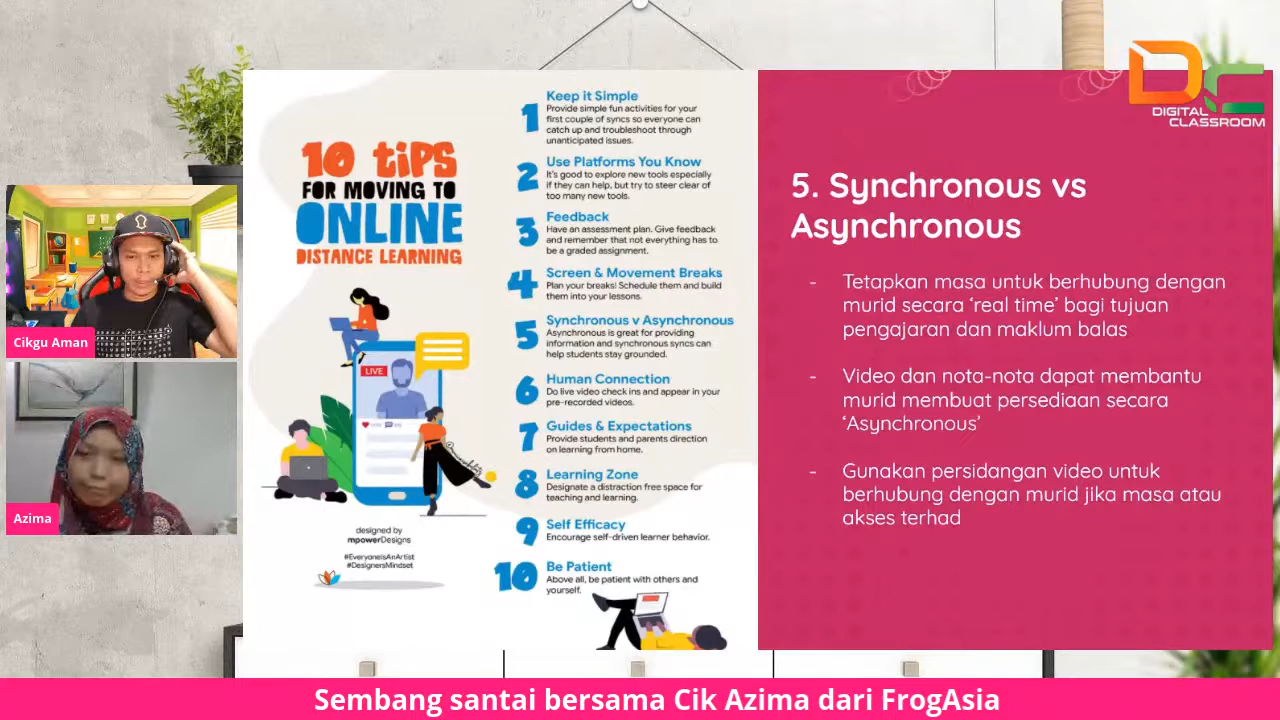 DC
DIGITAL
CLASSROOM
Cikgu Aman
Azima
10 TiPS
FOR MOVING TO
ONLINE
DISTANCE LEARNING
LIVE
designed by
mpowerDesigns
#EveryoneIsAnArtist
#DesignersMindset
1 Keep it Simple
Provide simple fun activities for your
first couple of syncs so everyone can
catch up and troubleshoot through
unanticipated issues.
2 Use Platforms You Know
It's good to explore new tools especially
if they can help, but try to steer clear of
too many new tools.
3 Feedback
Have an assessment plan. Give feedback
and remember that not everything has to
be a graded assignment.
4 Screen & Movement Breaks
Plan your breaks! Schedule them and build
them into your lessons.
5 Synchronous v Asynchronous
Asynchronous is great for providing
information and synchronous syncs can
help students stay grounded.
6 Human Connection
Do live video check ins and appear in your
pre-recorded videos.
7 Guides & Expectations
Provide students and parents direction
on learning from home.
8 Learning Zone
Designate a distraction free space for
teaching and learning.
9 Self Efficacy
Encourage self-driven learner behavior.
10 Be Patient
Above all, be patient with others and
yourself.
5. Synchronous vs
Asynchronous
- Tetapkan masa untuk berhubung dengan
murid secara ‘real time’ bagi tujuan
pengajaran dan maklum balas
- Video dan nota-nota dapat membantu
murid membuat persediaan secara
‘Asynchronous’
- Gunakan persidangan video untuk
berhubung dengan murid jika masa atau
akses terhad
Sembang santai bersama Cik Azima dari FrogAsia